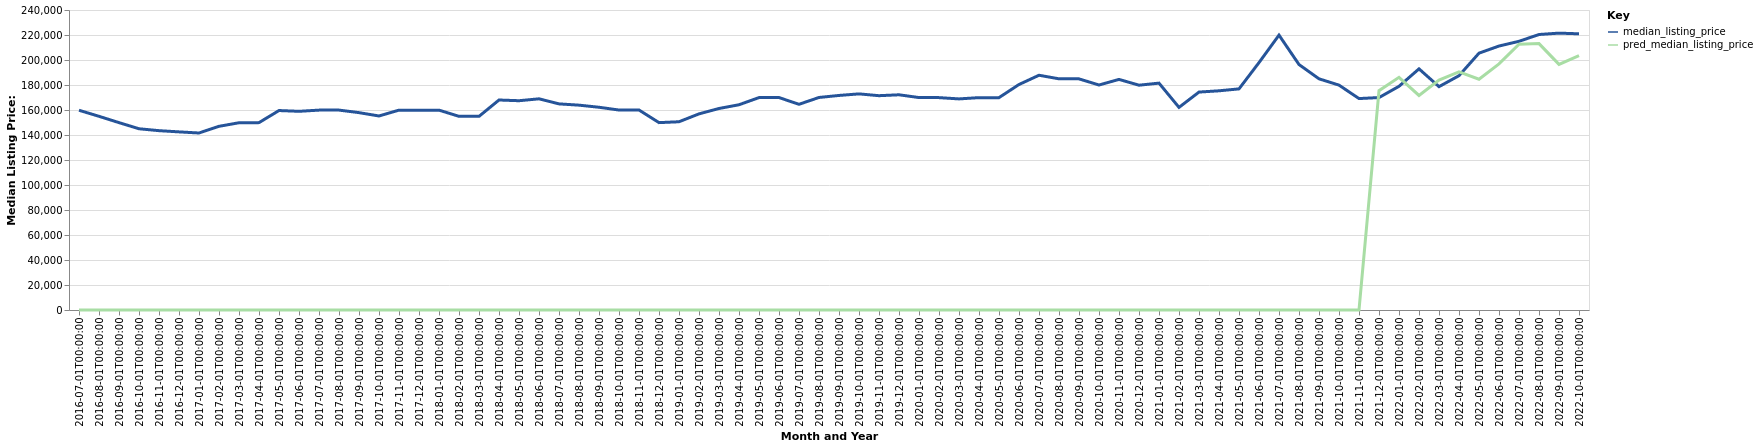 240,000
220,000
200,000
180,000
160,000
140,000
120,000
100,000
80,000
60,000
40,000
20,000
0
Median Listing Price:
2016-07-01T00:00:00
2016-08-01T00:00:00
2016-09-01T00:00:00
2016-10-01T00:00:00
2016-11-01T00:00:00
2016-12-01T00:00:00
2017-01-01T00:00:00
2017-02-01T00:00:00
2017-03-01T00:00:00
2017-04-01T00:00:00
2017-05-01T00:00:00
2017-06-01T00:00:00
2017-07-01T00:00:00
2017-08-01T00:00:00
2017-09-01T00:00:00
2017-10-01T00:00:00
2017-11-01T00:00:00
2017-12-01T00:00:00
2018-01-01T00:00:00
2018-02-01T00:00:00
2018-03-01T00:00:00
2018-04-01T00:00:00
2018-05-01T00:00:00
2018-06-01T00:00:00
2018-07-01T00:00:00
2018-08-01T00:00:00
2018-09-01T00:00:00
2018-10-01T00:00:00
2018-11-01T00:00:00
2018-12-01T00:00:00
2019-01-01T00:00:00
2019-02-01T00:00:00
2019-03-01T00:00:00
2019-04-01T00:00:00
2019-05-01T00:00:00
2019-06-01T00:00:00
2019-07-01T00:00:00
2019-08-01T00:00:00
2019-09-01T00:00:00
2019-10-01T00:00:00
2019-11-01T00:00:00
2019-12-01T00:00:00
2020-01-01T00:00:00
2020-02-01T00:00:00
2020-03-01T00:00:00
2020-04-01T00:00:00
2020-05-01T00:00:00
2020-06-01T00:00:00
2020-07-01T00:00:00
2020-08-01T00:00:00
2020-09-01T00:00:00
2020-10-01T00:00:00
2020-11-01T00:00:00
2020-12-01T00:00:00
2021-01-01T00:00:00
2021-02-01T00:00:00
2021-03-01T00:00:00
2021-04-01T00:00:00
2021-05-01T00:00:00
2021-06-01T00:00:00
2021-07-01T00:00:00
2021-08-01T00:00:00
2021-09-01T00:00:00
2021-10-01T00:00:00
2021-11-01T00:00:00
2021-12-01T00:00:00
2022-01-01T00:00:00
2022-02-01T00:00:00
2022-03-01T00:00:00
2022-04-01T00:00:00
2022-05-01T00:00:00
2022-06-01T00:00:00
2022-07-01T00:00:00
2022-08-01T00:00:00
2022-09-01T00:00:00
2022-10-01T00:00:00
Month and Year
Key
median_listing_price
pred_median_listing_price